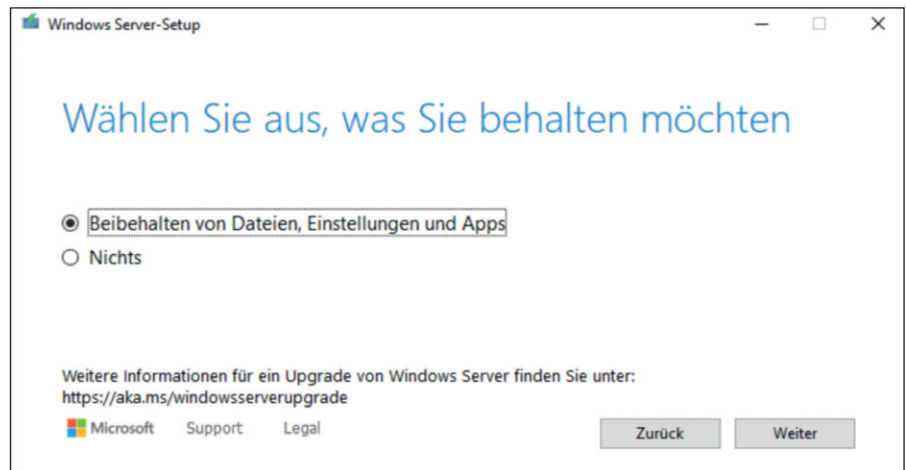 Windows Server-Setup
Wählen Sie aus, was Sie behalten möchten
Beibehalten von Dateien, Einstellungen und Apps
Nichts
Weitere Informationen für ein Upgrade von Windows Server finden Sie unter:
https://aka.ms/windowsserverupgrade
Microsoft Support Legal Zurück Weiter